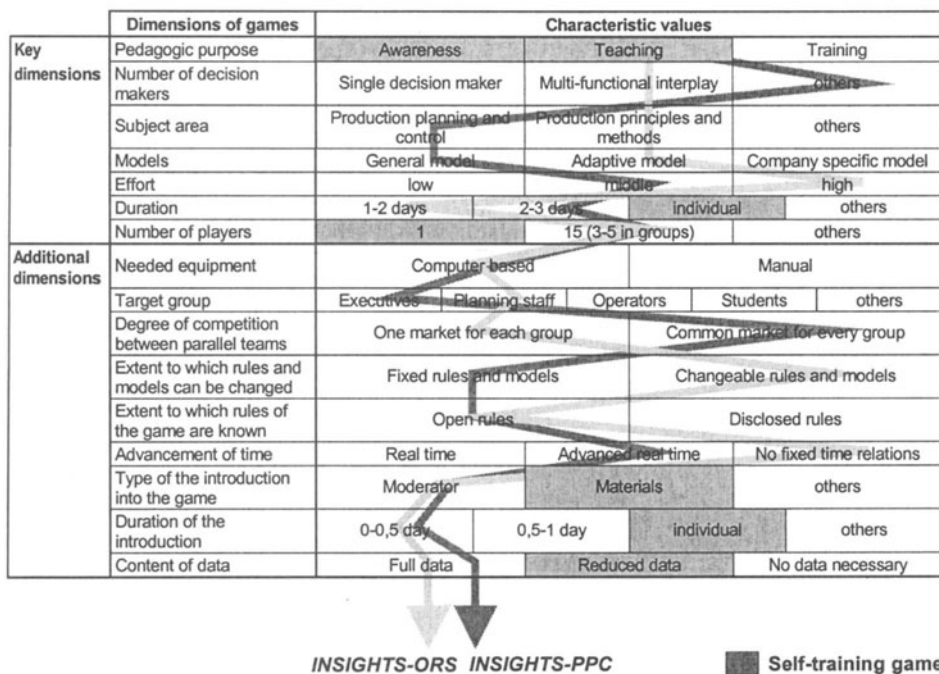 Dimensions of games Characteristic values
Key dimensions Pedagogic purpose Awareness Teaching Training
Number of decision makers Single decision maker Multi-functional interplay others
Subject area Production planning and control Production principles and methods others
Models General model Adaptive model Company specific model
Effort low middle high
Duration 1-2 days 2-3 days individual others
Number of players 1 15 (3-5 in groups) others
Additional dimensions Needed equipment Computer based Manual
Target group Executives Planning staff Operators Students others
Degree of competition between parallel teams One market for each group Common market for every group
Extent to which rules and models can be changed Fixed rules and models Changeable rules and models
Extent to which rules of the game are known Open rules Disclosed rules
Advancement of time Real time Advanced real time No fixed time relations
Type of the introduction into the game Moderator Materials others
Duration of the introduction 0-0,5 day 0,5-1 day individual others
Content of data Full data Reduced data No data necessary
INSIGHTS-ORS INSIGHTS-PPC Self-training game